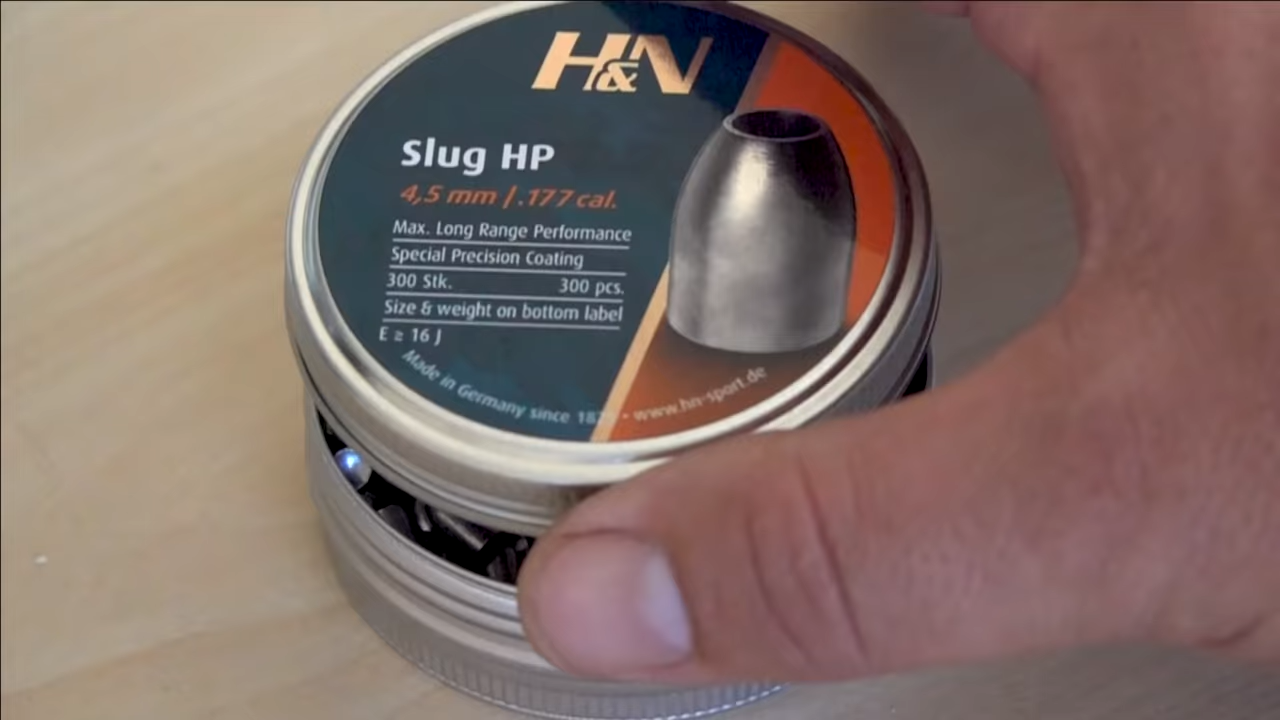 H&N
Slug HP
4,5 mm / .177 cal.
Max. Long Range Performance
Special Precision Coating
300 Stk. 300 pcs.
Size & weight on bottom label
E ≥ 16 J
Made in Germany since • www.hn-sport.de